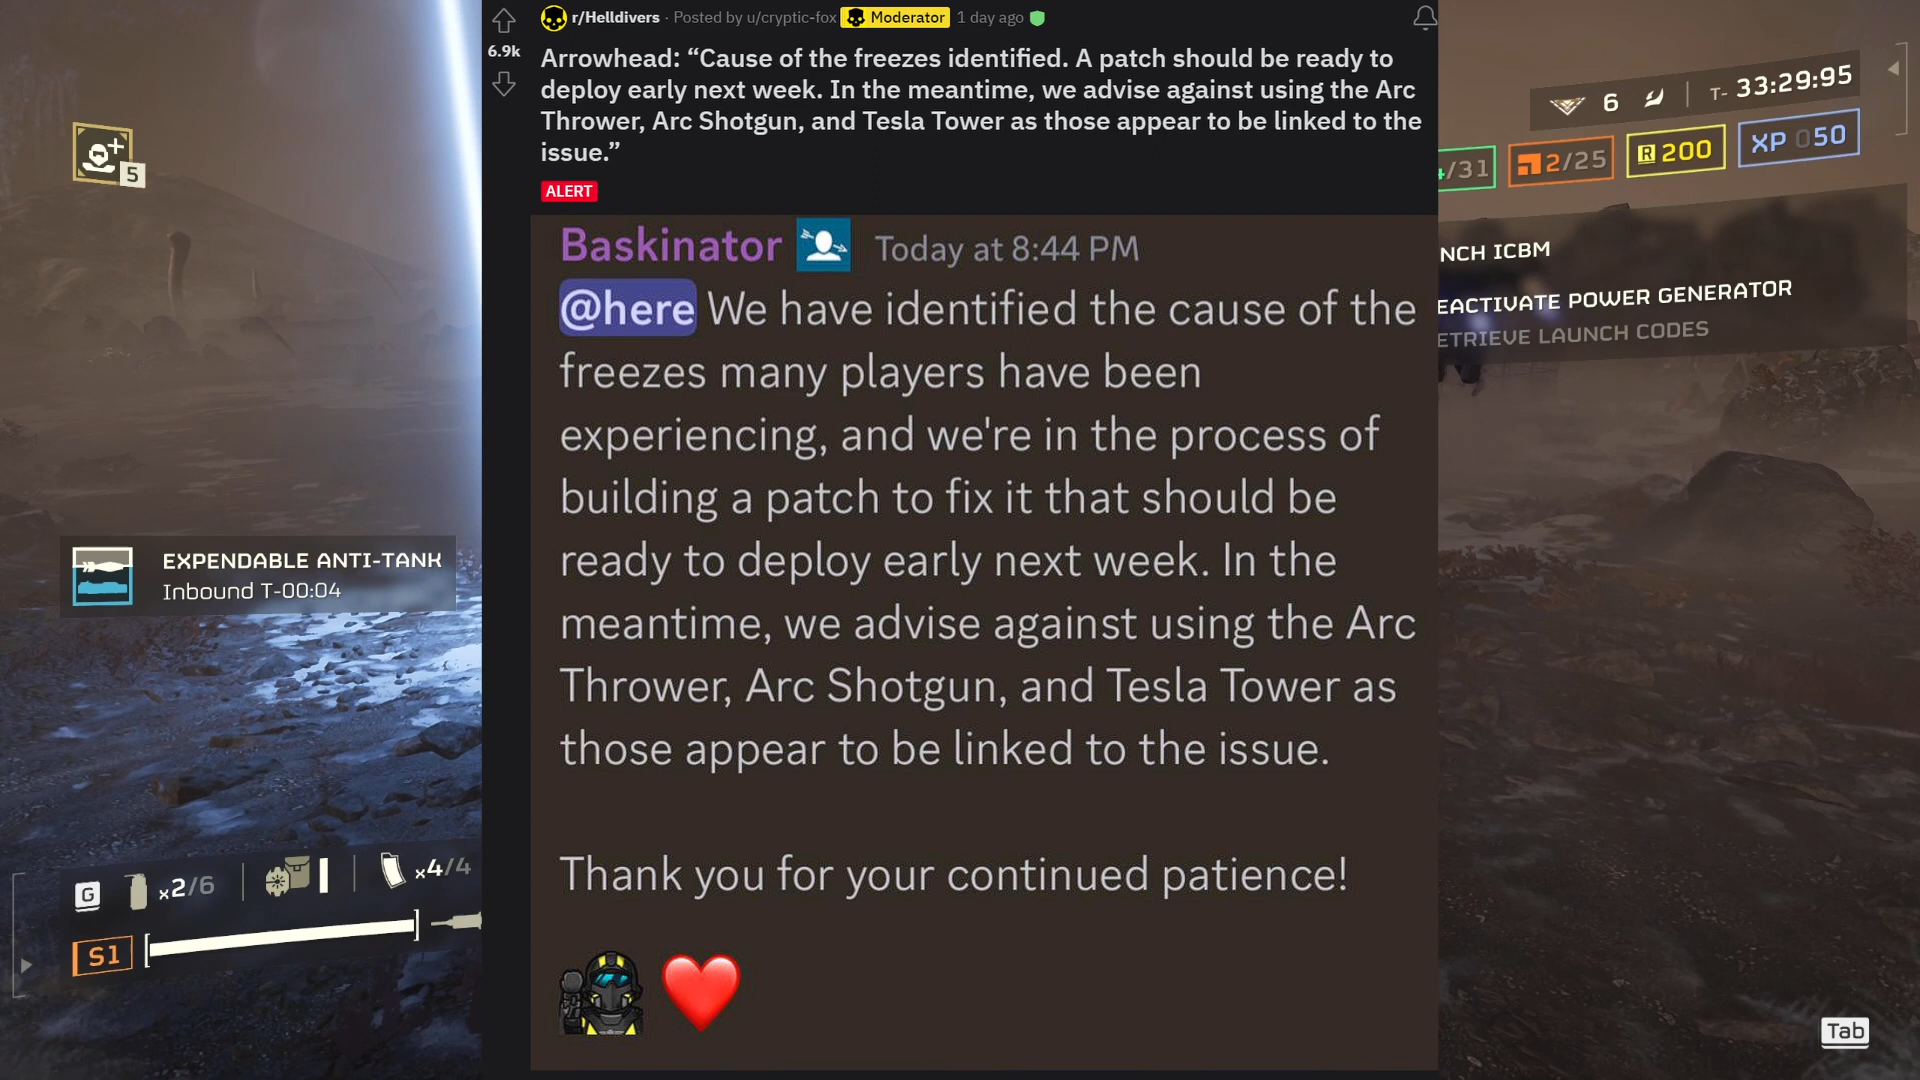 r/Helldivers · Posted by u/cryptic-fox Moderator 1 day ago
6.9k
Arrowhead: “Cause of the freezes identified. A patch should be ready to
deploy early next week. In the meantime, we advise against using the Arc
Thrower, Arc Shotgun, and Tesla Tower as those appear to be linked to the
issue.”
ALERT
Baskinator Today at 8:44 PM
@here We have identified the cause of the
freezes many players have been
experiencing, and we're in the process of
building a patch to fix it that should be
ready to deploy early next week. In the
meantime, we advise against using the Arc
Thrower, Arc Shotgun, and Tesla Tower as
those appear to be linked to the issue.
Thank you for your continued patience!
5
EXPENDABLE ANTI-TANK
Inbound T-00:04
G x2/6 x4/4
S1
6 T- 33:29:95
/31 2/25 R 200 XP 050
NCH ICBM
EACTIVATE POWER GENERATOR
ETRIEVE LAUNCH CODES
Tab